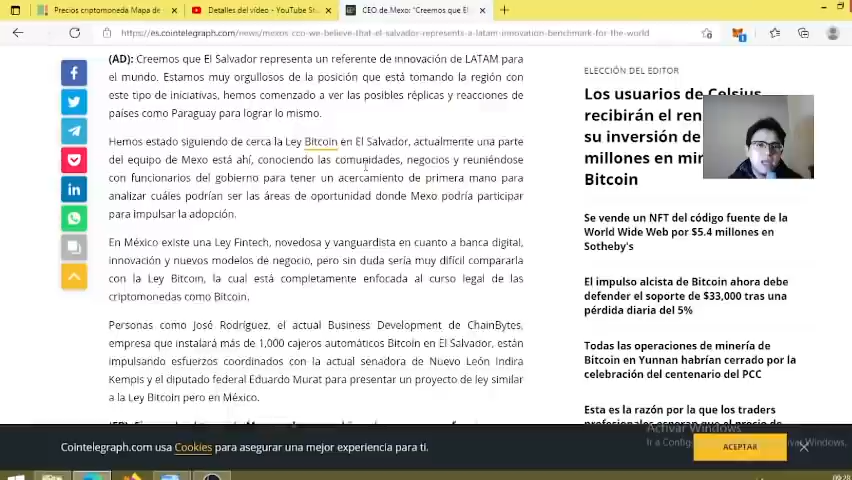 Precios criptomoneda Mapa de
Detalles del vídeo - YouTube St
CEO de Mexo: "Creemos que El S
https://es.cointelegraph.com/news/mexos-cco-we-believe-that-el-salvador-represents-a-latam-innovation-benchmark-for-the-world
(AD): Creemos que El Salvador representa un referente de innovación de LATAM para
el mundo. Estamos muy orgullosos de la posición que está tomando la región con
este tipo de iniciativas, hemos comenzado a ver las posibles réplicas y reacciones de
países como Paraguay para lograr lo mismo.
Hemos estado siguiendo de cerca la Ley Bitcoin en El Salvador, actualmente una parte
del equipo de Mexo está ahí, conociendo las comunidades, negocios y reuniéndose
con funcionarios del gobierno para tener un acercamiento de primera mano para
analizar cuáles podrían ser las áreas de oportunidad donde Mexo podría participar
para impulsar la adopción.
En México existe una Ley Fintech, novedosa y vanguardista en cuanto a banca digital,
innovación y nuevos modelos de negocio, pero sin duda sería muy difícil compararla
con la Ley Bitcoin, la cual está completamente enfocada al curso legal de las
criptomonedas como Bitcoin.
Personas como José Rodríguez, el actual Business Development de ChainBytes,
empresa que instalará más de 1,000 cajeros automáticos Bitcoin en El Salvador, están
impulsando esfuerzos coordinados con la actual senadora de Nuevo León Indira
Kempis y el diputado federal Eduardo Murat para presentar un proyecto de ley similar
a la Ley Bitcoin pero en México.
ELECCIÓN DEL EDITOR
Los usuarios de Celsius
recibirán el ren
su inversión de
millones en min
Bitcoin
Se vende un NFT del código fuente de la
World Wide Web por $5.4 millones en
Sotheby's
El impulso alcista de Bitcoin ahora debe
defender el soporte de $33,000 tras una
pérdida diaria del 5%
Todas las operaciones de minería de
Bitcoin en Yunnan habrían cerrado por la
celebración del centenario del PCC
Esta es la razón por la que los traders
Activar Windows
Cointelegraph.com usa Cookies para asegurar una mejor experiencia para ti.
ACEPTAR
09:28